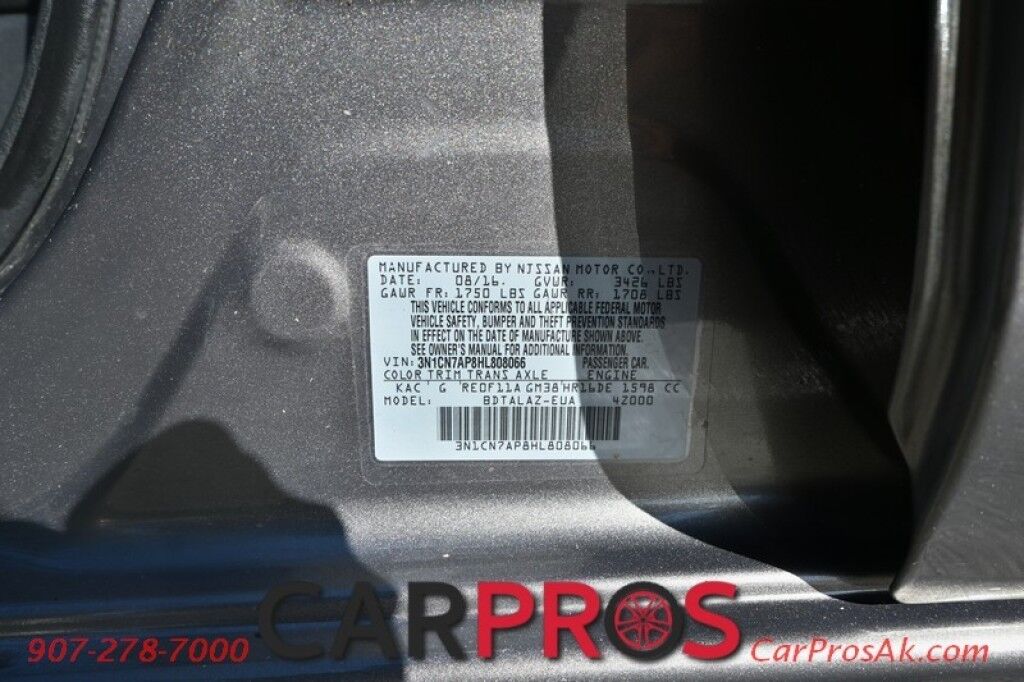 MANUFACTURED BY NISSAN MOTOR CO.,LTD.
DATE: 08/16. GVWR: 3426 LBS
GAWR FR: 1750 LBS GAWR RR: 1708 LBS
THIS VEHICLE CONFORMS TO ALL APPLICABLE FEDERAL MOTOR
VEHICLE SAFETY, BUMPER AND THEFT PREVENTION STANDARDS
IN EFFECT ON THE DATE OF MANUFACTURE SHOWN ABOVE.
SEE OWNER'S MANUAL FOR ADDITIONAL INFORMATION.
VIN: 3N1CN7AP8HL808066 PASSENGER CAR.
COLOR TRIM TRANS AXLE ENGINE
KAC G RE0F11A GM38 HR16DE 1598 CC
MODEL: BDTALAZ-EUA 4Z000
3N1CN7AP8HL808066
CARPROS
907-278-7000
CarProsAk.com